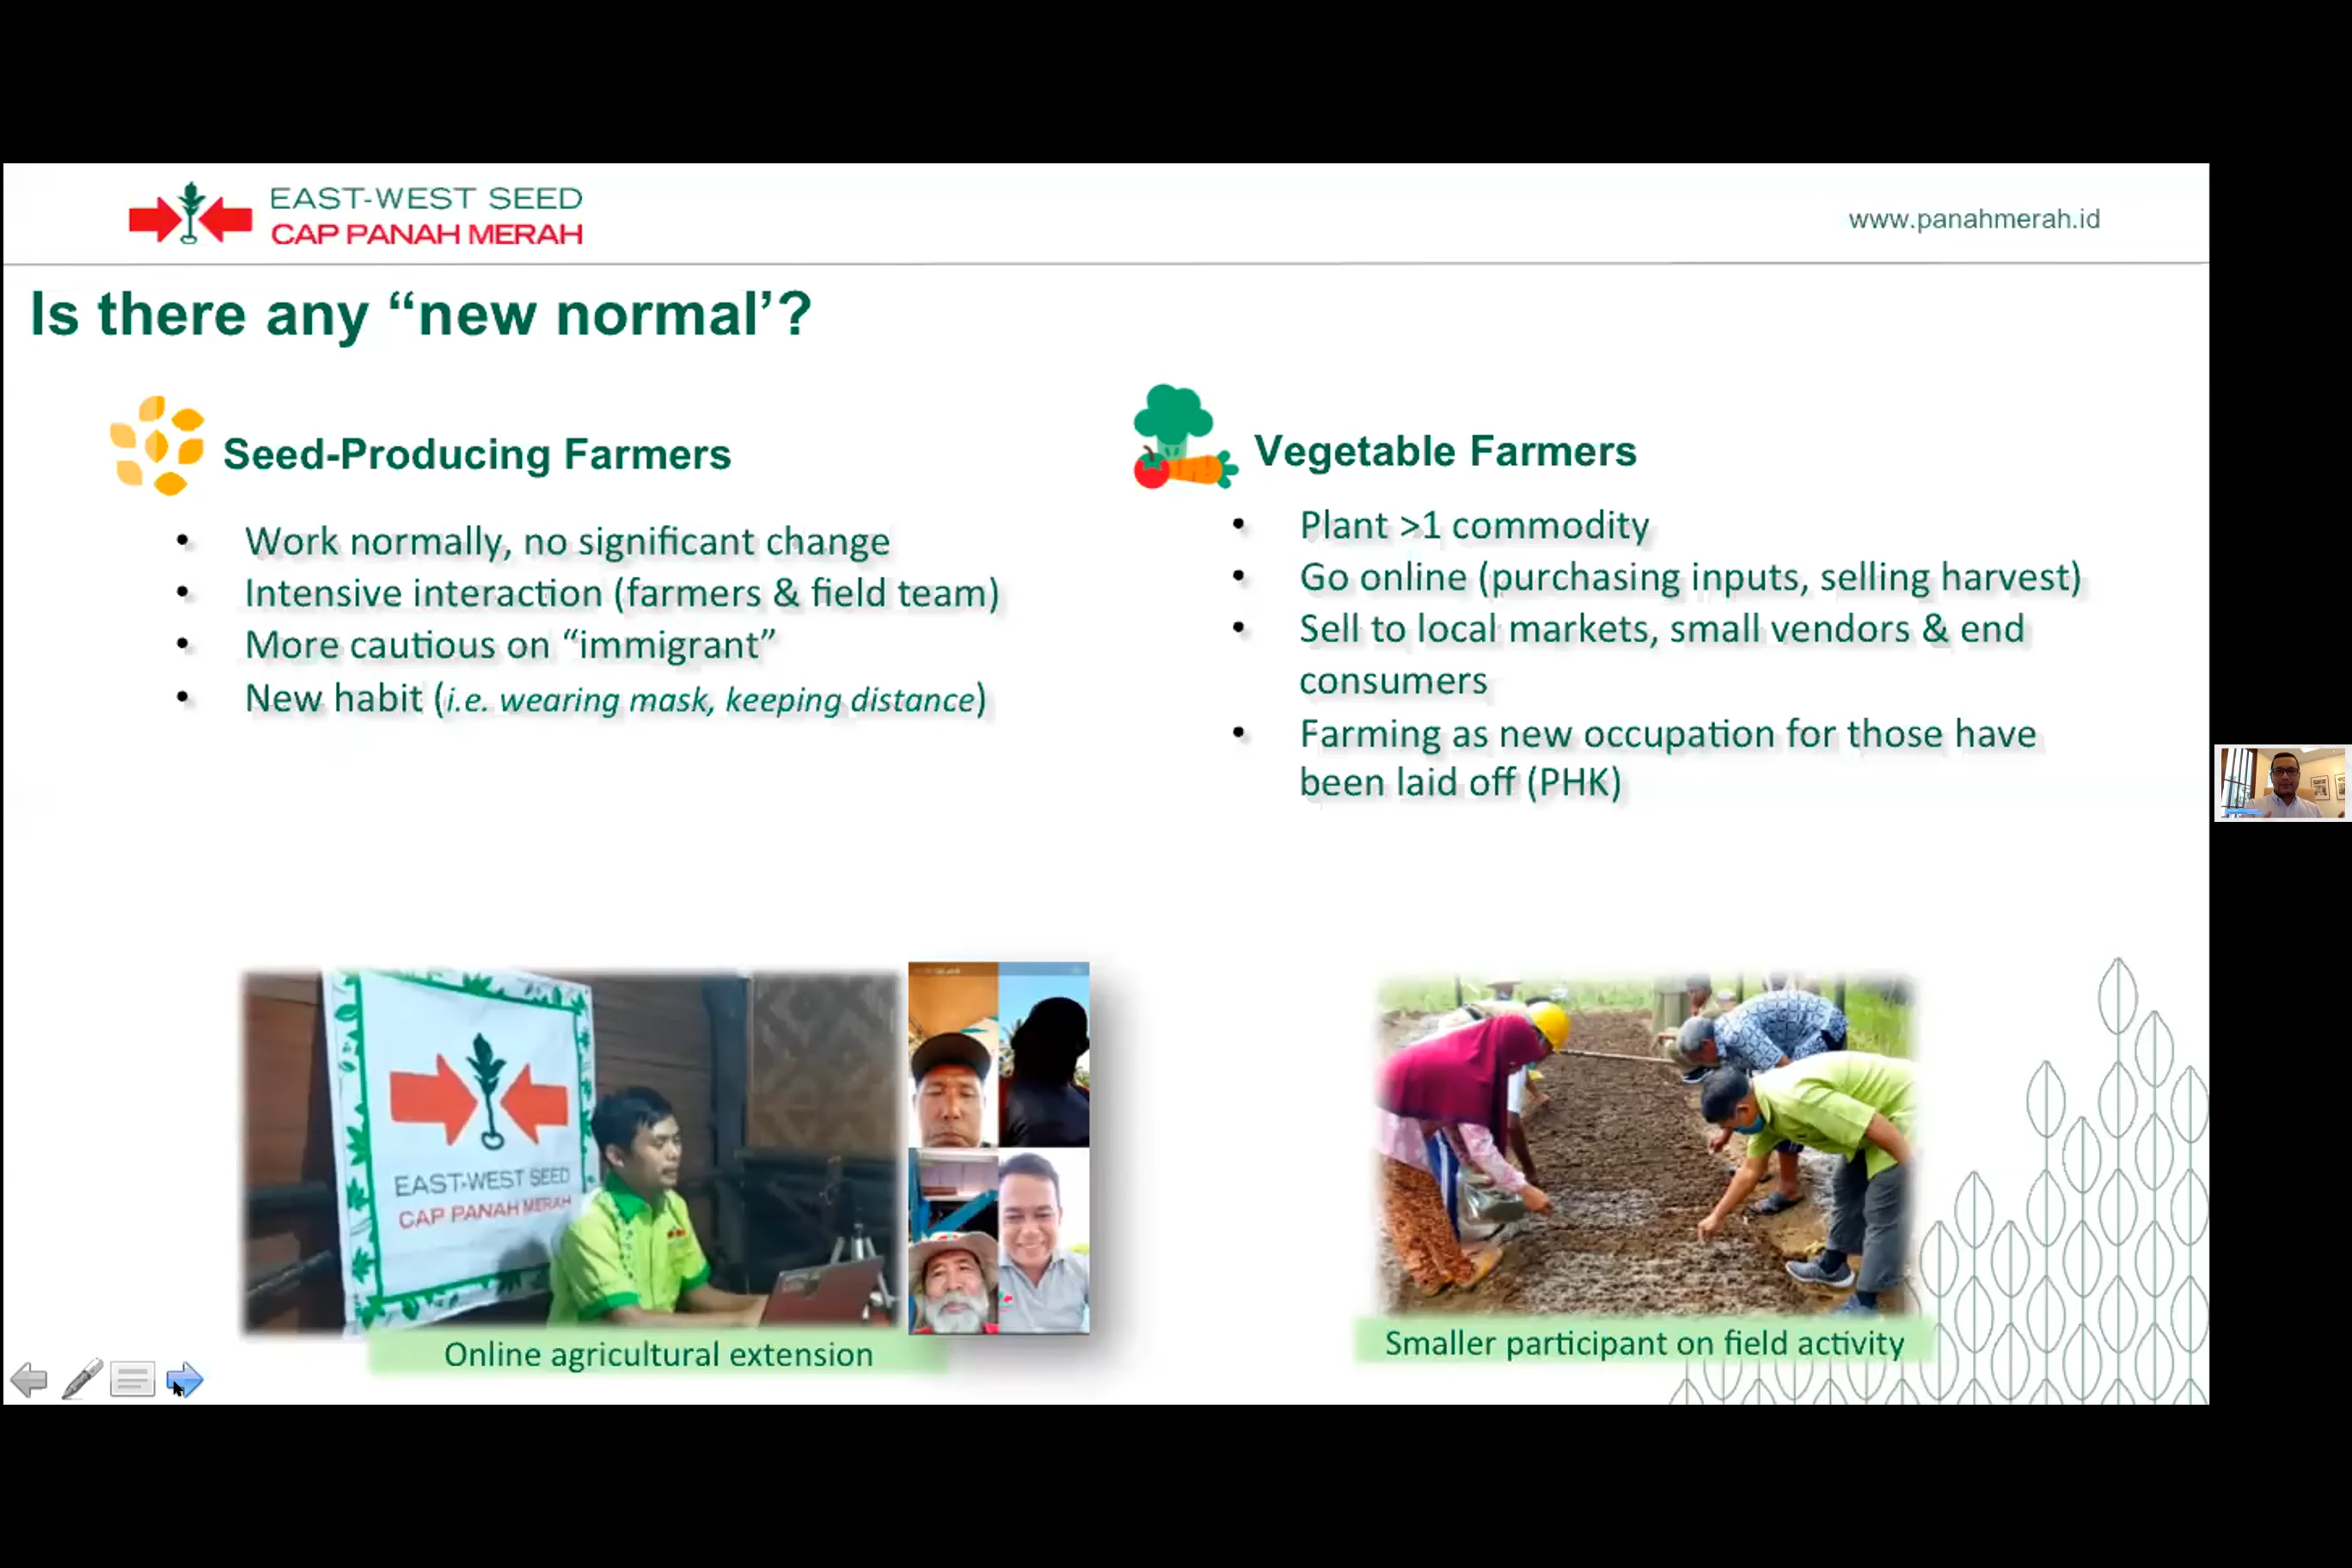 EAST-WEST SEED
CAP PANAH MERAH
www.panahmerah.id
Is there any “new normal’?
Seed-Producing Farmers
• Work normally, no significant change
• Intensive interaction (farmers & field team)
• More cautious on “immigrant”
• New habit (i.e. wearing mask, keeping distance)
Vegetable Farmers
• Plant >1 commodity
• Go online (purchasing inputs, selling harvest)
• Sell to local markets, small vendors & end
consumers
• Farming as new occupation for those have
been laid off (PHK)
EAST-WEST SEED
CAP PANAH MERAH
Online agricultural extension
Smaller participant on field activity